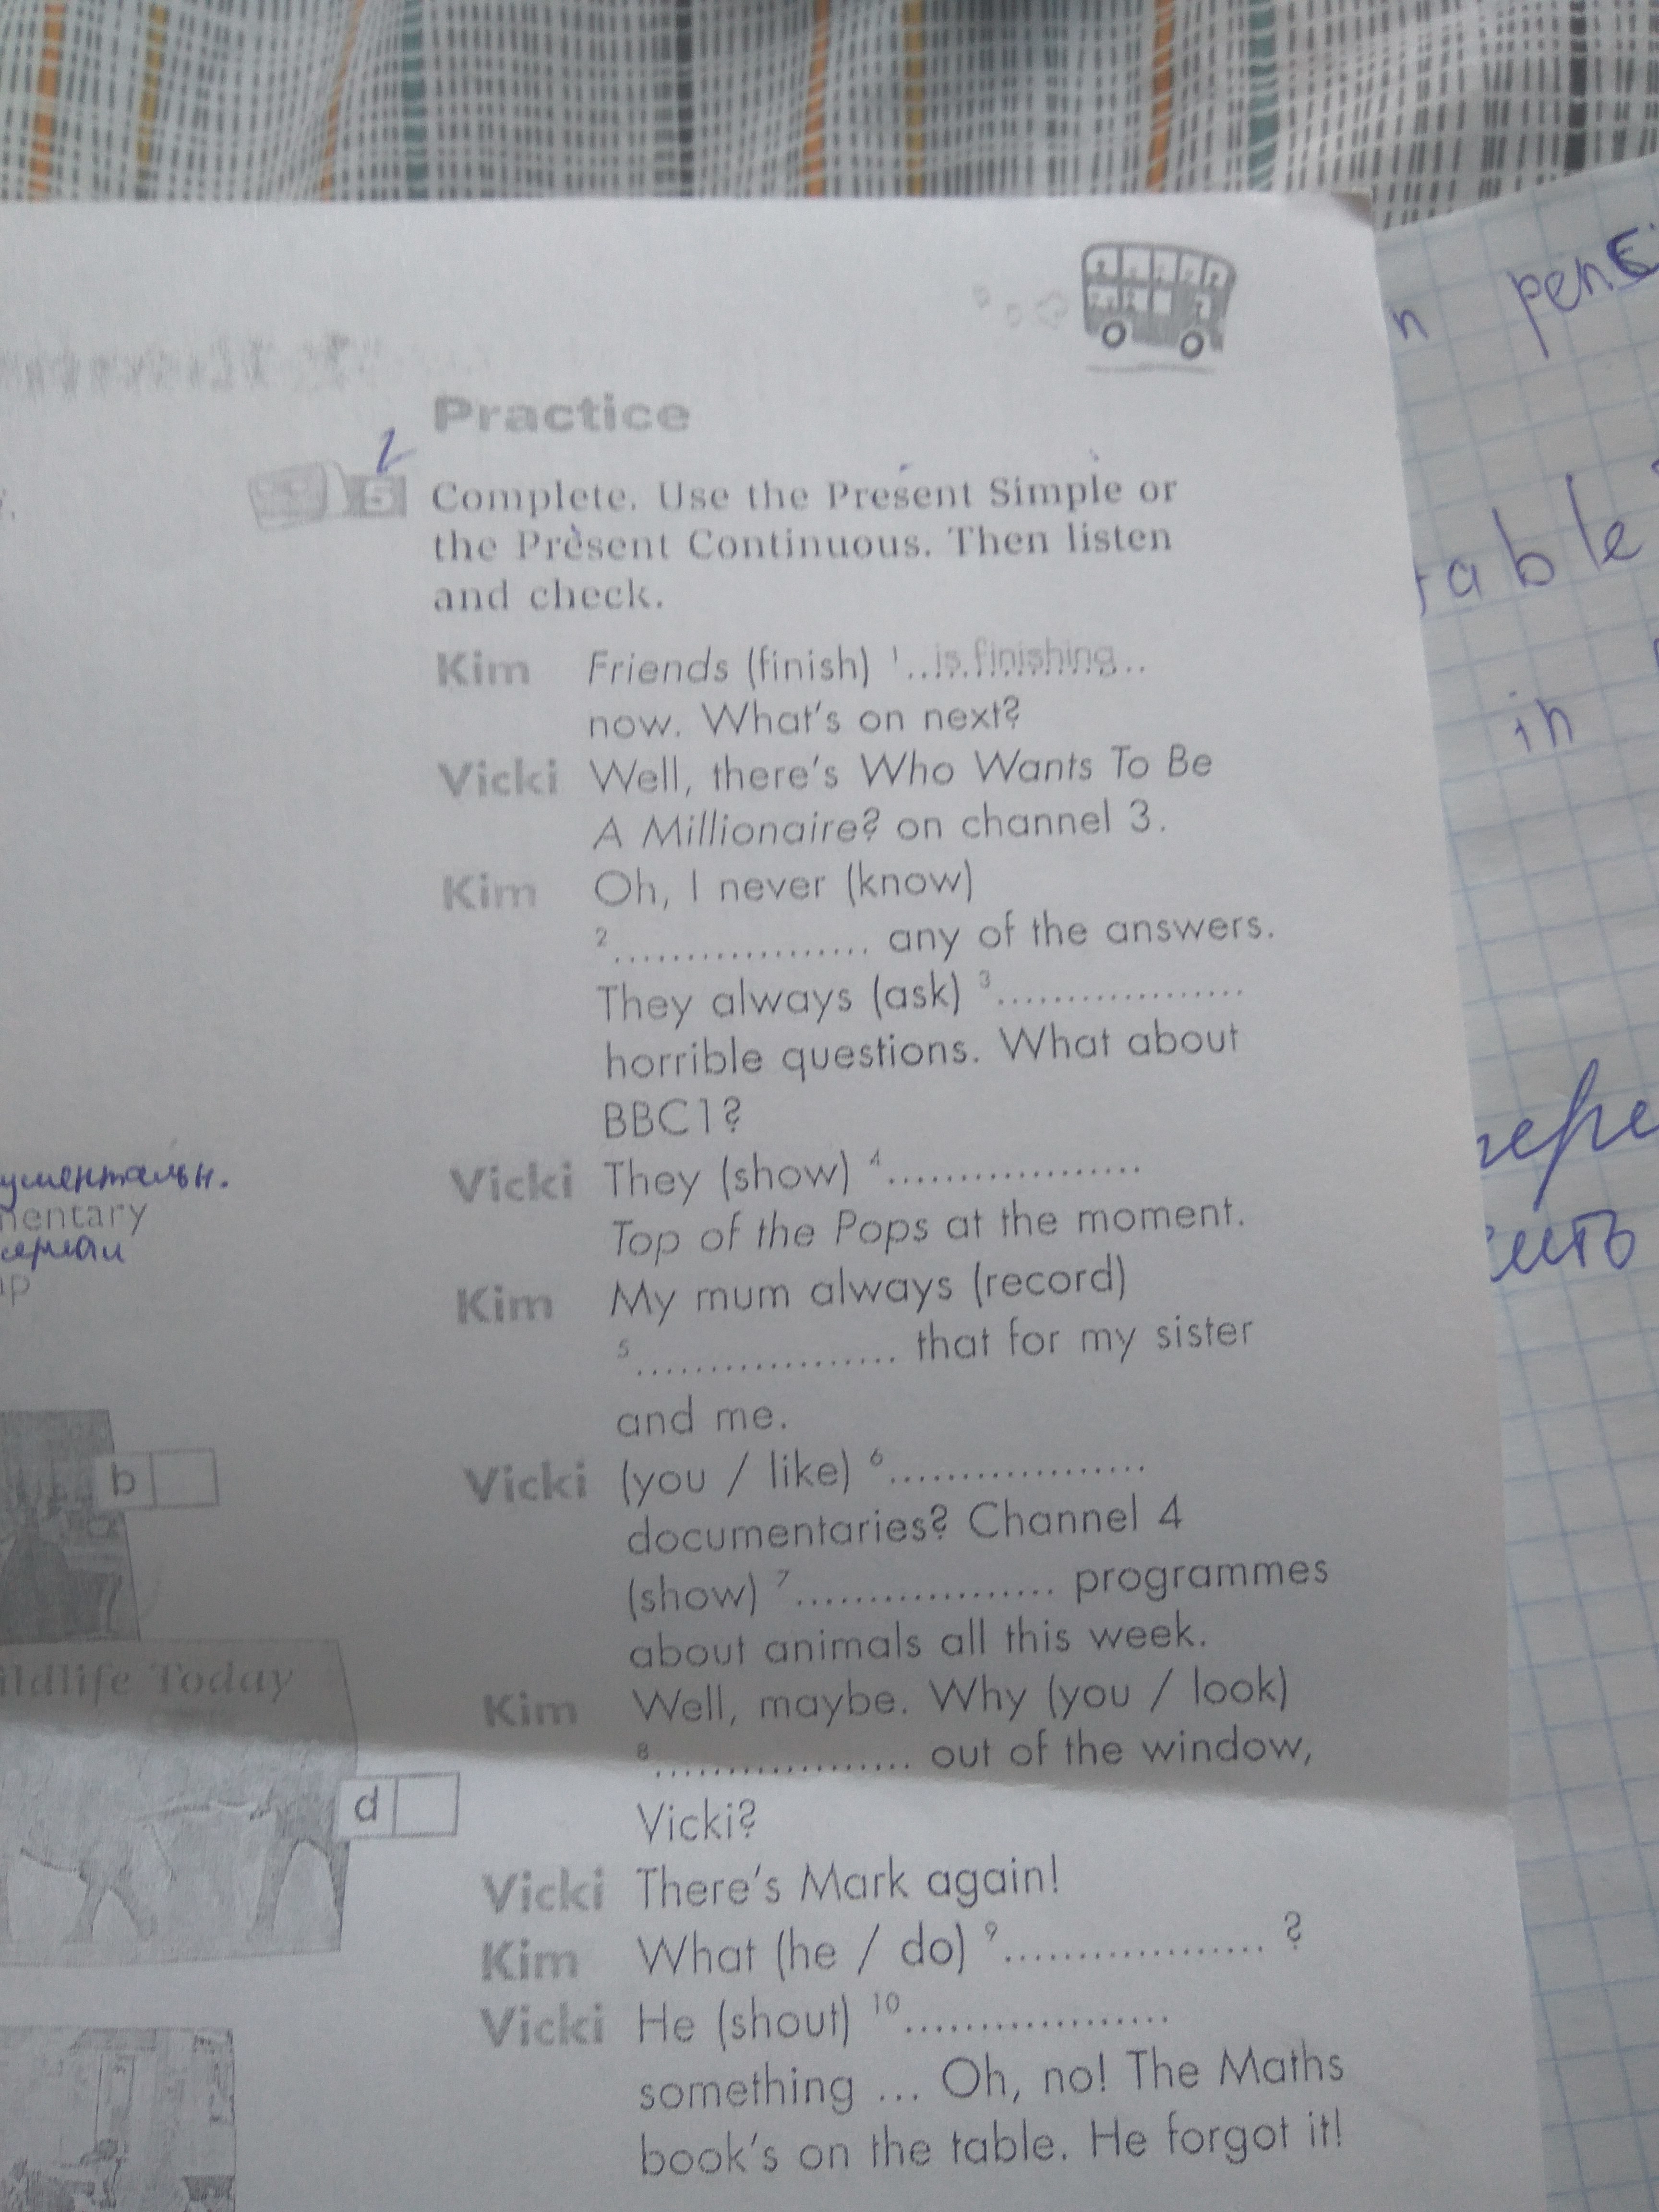 Practice
2
5 Complete. Use the Present Simple or
the Present Continuous. Then listen
and check.
Kim Friends (finish) 1..is finishing..
now. What's on next?
Vicki Well, there's Who Wants To Be
A Millionaire? on channel 3.
Kim Oh, I never (know)
2.................. any of the answers.
They always (ask) 3..................
horrible questions. What about
BBC1?
Vicki They (show) 4..................
Top of the Pops at the moment.
Kim My mum always (record)
5.................. that for my sister
and me.
Vicki (you / like) 6..................
documentaries? Channel 4
(show) 7.................. programmes
about animals all this week.
Kim Well, maybe. Why (you / look)
8.................. out of the window,
Vicki?
Vicki There's Mark again!
Kim What (he / do) 9.................. ?
Vicki He (shout) 10..................
something ... Oh, no! The Maths
book's on the table. He forgot it!
b
ildlife Today
d
n pens
table
in